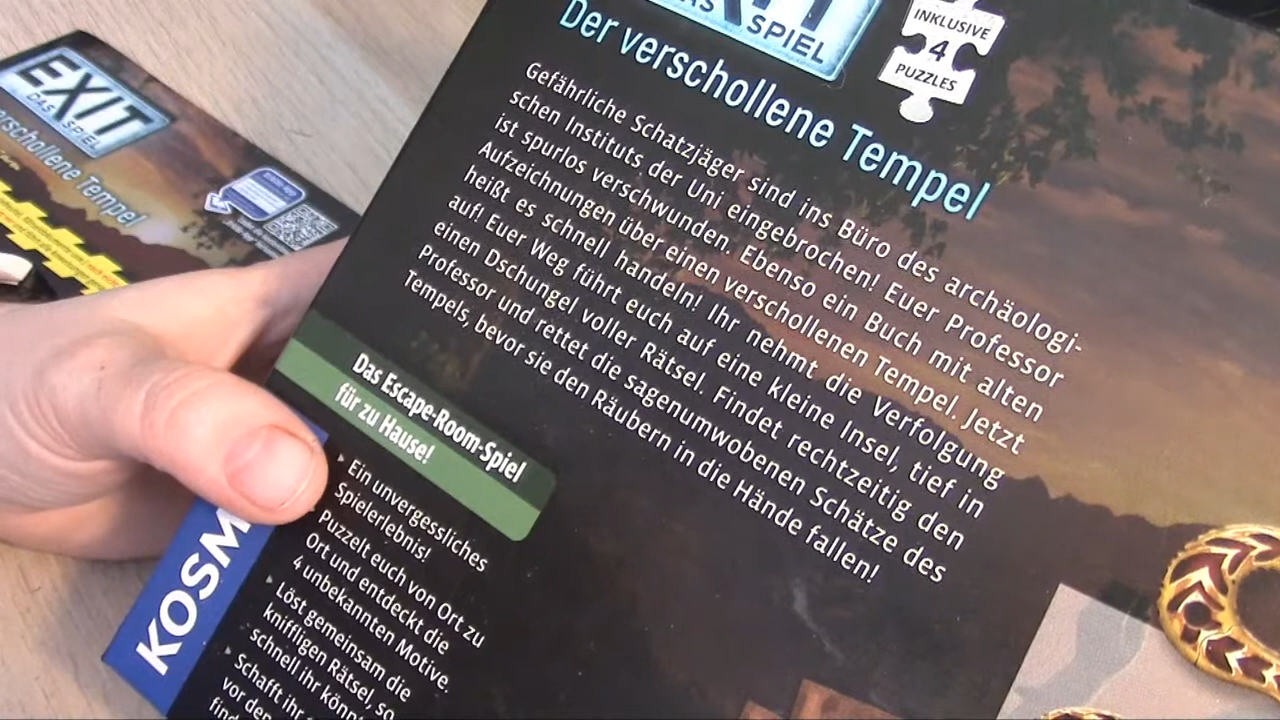 EXIT
DAS SPIEL
verschollene Tempel
EXIT
DAS SPIEL
INKLUSIVE
4
PUZZLES
Der verschollene Tempel
Gefährliche Schatzjäger sind ins Büro des archäologi-
schen Instituts der Uni eingebrochen! Euer Professor
ist spurlos verschwunden. Ebenso ein Buch mit alten
Aufzeichnungen über einen verschollenen Tempel. Jetzt
heißt es schnell handeln! Ihr nehmt die Verfolgung
auf! Euer Weg führt euch auf eine kleine Insel, tief in
einen Dschungel voller Rätsel. Findet rechtzeitig den
Professor und rettet die sagenumwobenen Schätze des
Tempels, bevor sie den Räubern in die Hände fallen!
Das Escape-Room-Spiel
für zu Hause!
Ein unvergessliches
Spielerlebnis!
Puzzelt euch von Ort zu
Ort und entdeckt die
4 unbekannten Motive.
Löst gemeinsam die
kniffligen Rätsel, so
schnell ihr könnt
Schafft ihr
vor den
KOSM